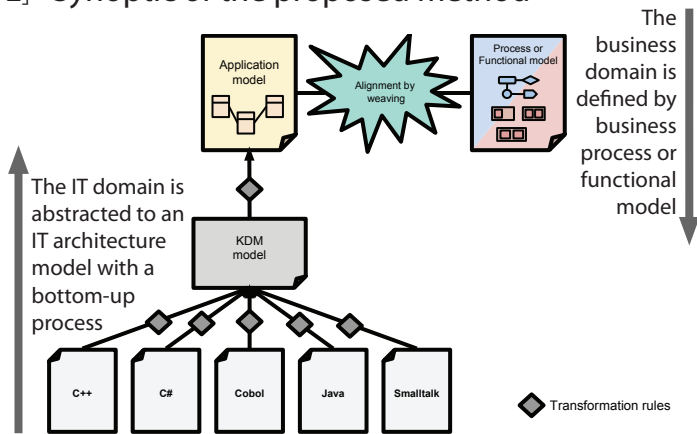 Synoptic of the proposed method
Application
model
Alignment by
weaving
Process or
Functional model
The
business
domain is
defined by
business
process or
functional
model
The IT domain is
abstracted to an
IT architecture
model with a
bottom-up
process
KDM
model
C++
C#
Cobol
Java
Smalltalk
Transformation rules